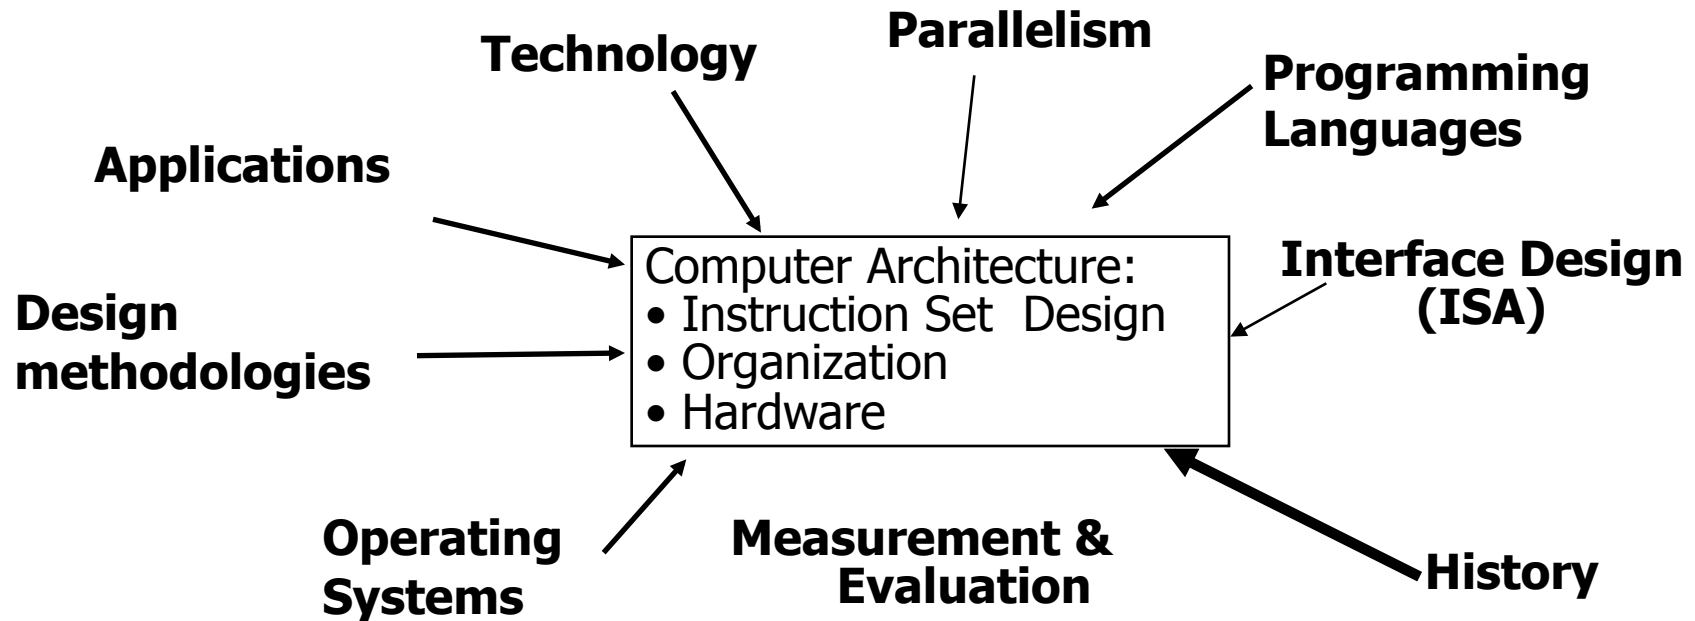 Parallelism
Technology
Programming
Languages
Applications
Computer Architecture:
• Instruction Set  Design
• Organization
• Hardware
Interface Design
(ISA)
Design
methodologies
Operating
Systems
Measurement &
Evaluation
History